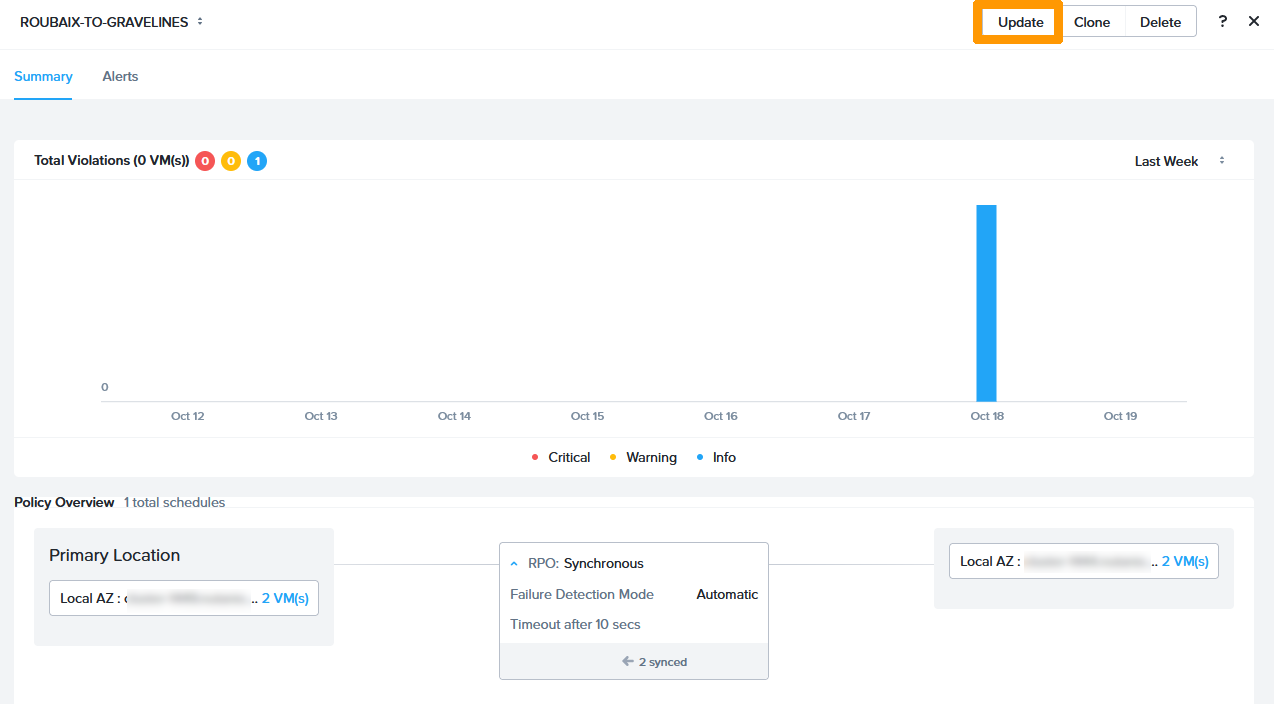 ROUBAIX-TO-GRAVELINES
Update Clone Delete ? ×
Summary Alerts
Total Violations (0 VM(s)) 0 0 1
Last Week
0
Oct 12 Oct 13 Oct 14 Oct 15 Oct 16 Oct 17 Oct 18 Oct 19
Critical Warning Info
Policy Overview 1 total schedules
Primary Location
Local AZ : .. 2 VM(s)
RPO: Synchronous
Failure Detection Mode Automatic
Timeout after 10 secs
← 2 synced
Local AZ : .. 2 VM(s)